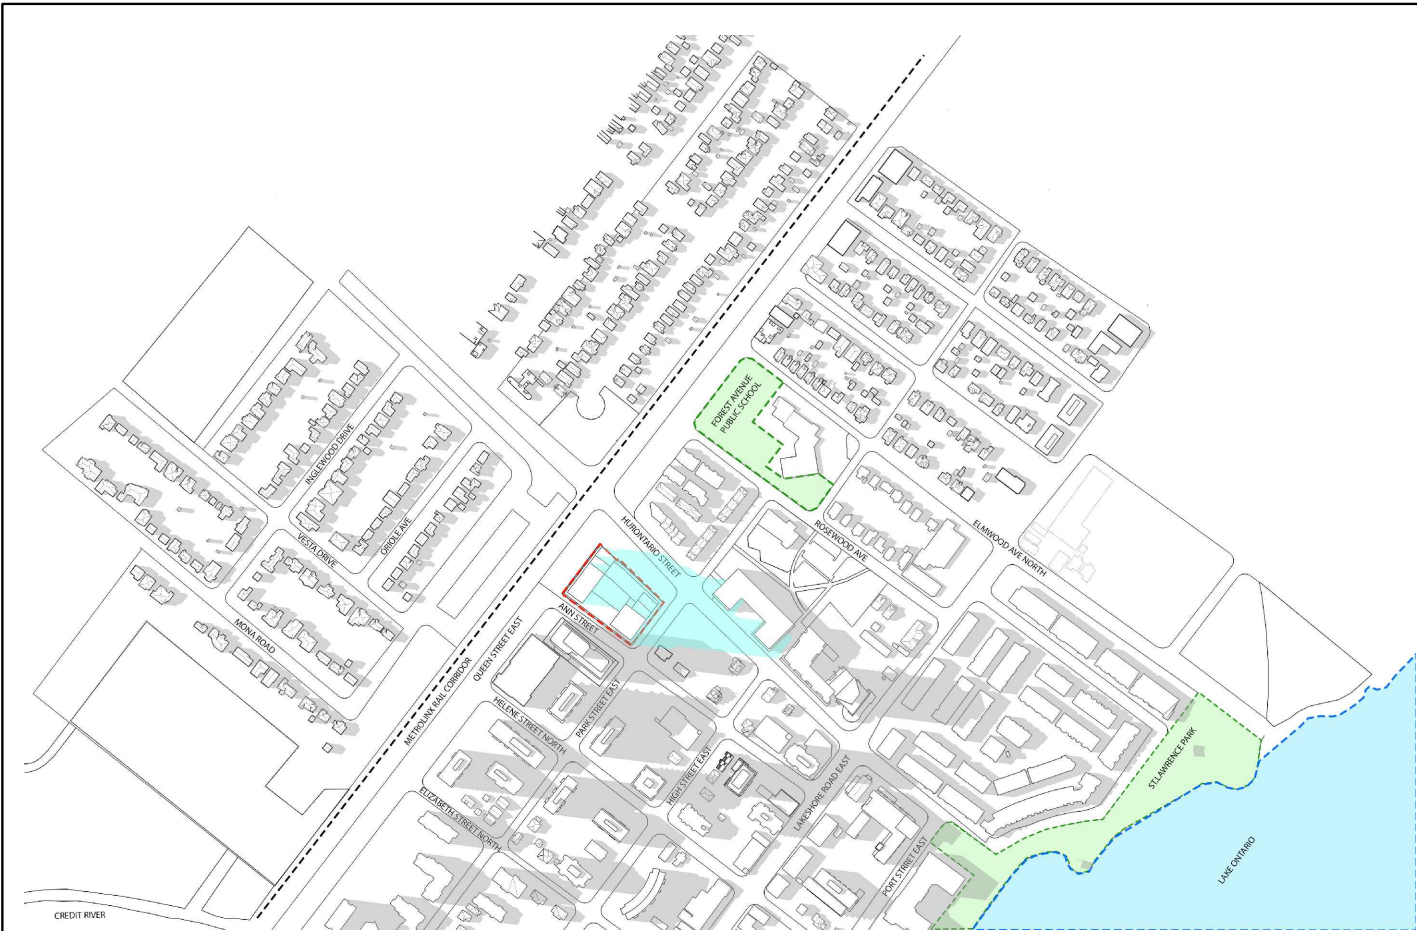 FOREST AVENUE
PUBLIC SCHOOL
INGLEWOOD DRIVE
ORIOLE AVE
VESTA DRIVE
HURONTARIO STREET
ROSEWOOD AVE
ELMWOOD AVE NORTH
MONA ROAD
ANN STREET
QUEEN STREET EAST
METROLINX RAIL CORRIDOR
PARK STREET EAST
HELENE STREET NORTH
HIGH STREET EAST
LAKESHORE ROAD EAST
ELIZABETH STREET NORTH
PORT STREET EAST
ST.LAWRENCE PARK
LAKE ONTARIO
CREDIT RIVER